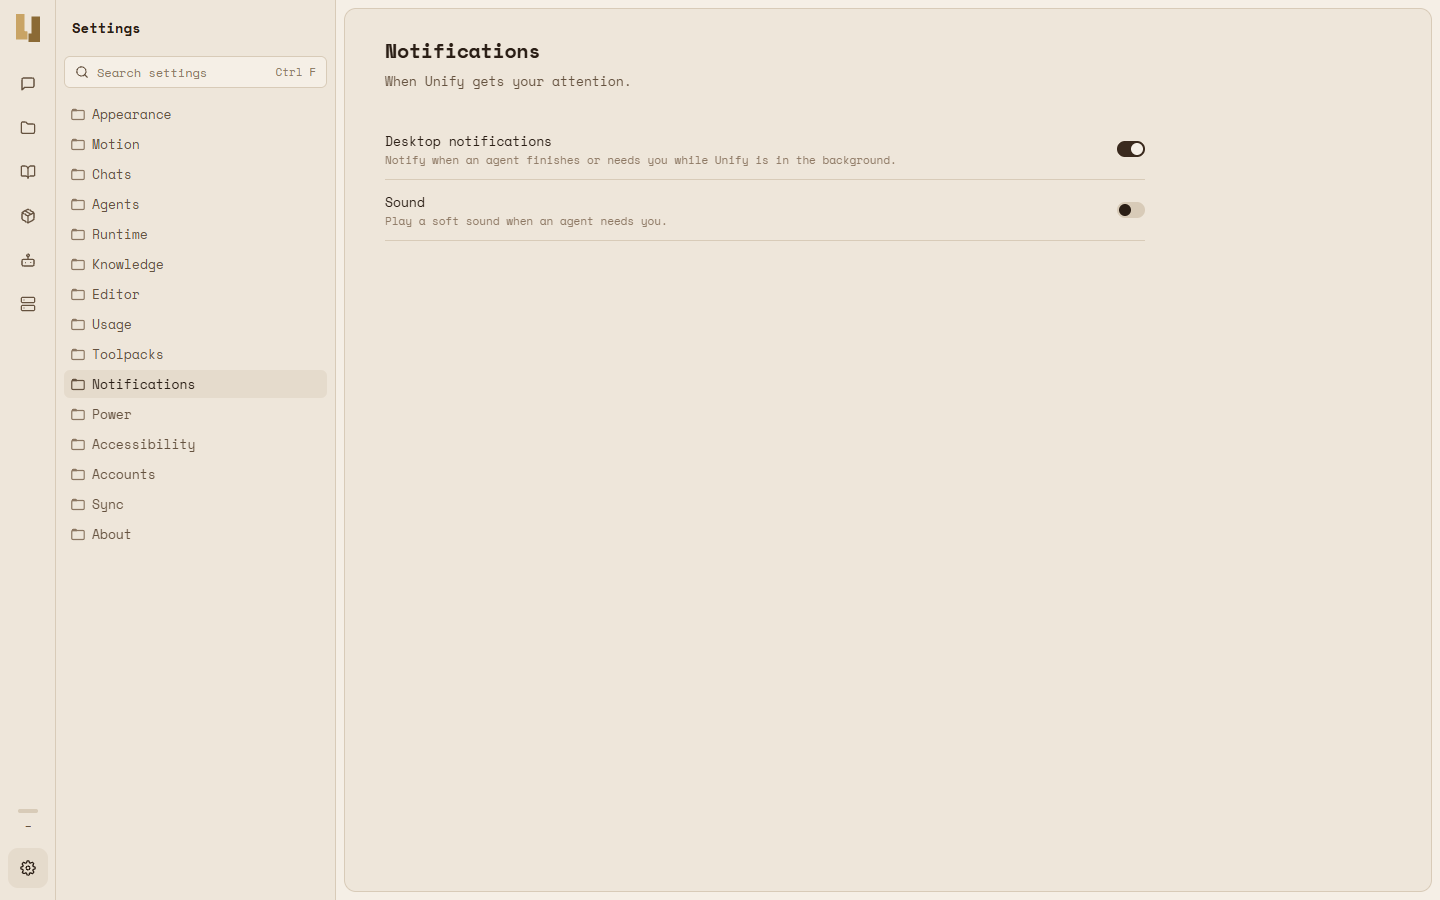 Settings
Search settings Ctrl F
Appearance
Motion
Chats
Agents
Runtime
Knowledge
Editor
Usage
Toolpacks
Notifications
Power
Accessibility
Accounts
Sync
About
–
Notifications
When Unify gets your attention.
Desktop notifications
Notify when an agent finishes or needs you while Unify is in the background.
Sound
Play a soft sound when an agent needs you.